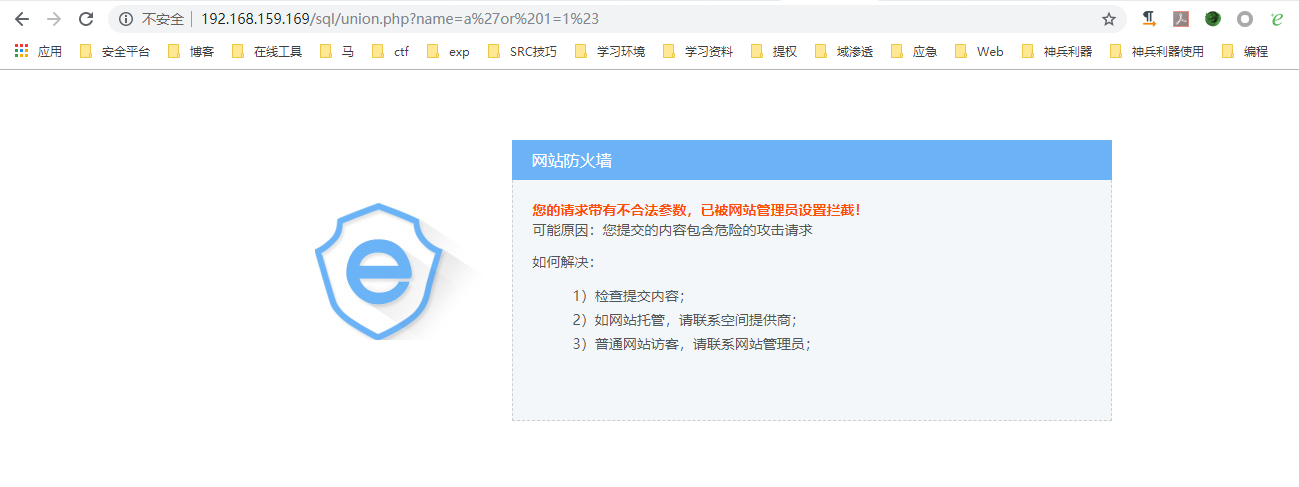 不安全 192.168.159.169/sql/union.php?name=a%27or%201=1%23
应用 安全平台 博客 在线工具 马 ctf exp SRC技巧 学习环境 学习资料 提权 域渗透 应急 Web 神兵利器 神兵利器使用 编程
网站防火墙
您的请求带有不合法参数，已被网站管理员设置拦截！
可能原因：您提交的内容包含危险的攻击请求
如何解决：
1）检查提交内容；
2）如网站托管，请联系空间提供商；
3）普通网站访客，请联系网站管理员；